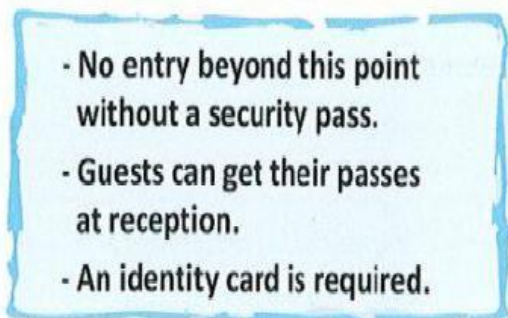 - No entry beyond this point
without a security pass.
- Guests can get their passes
at reception.
- An identity card is required.